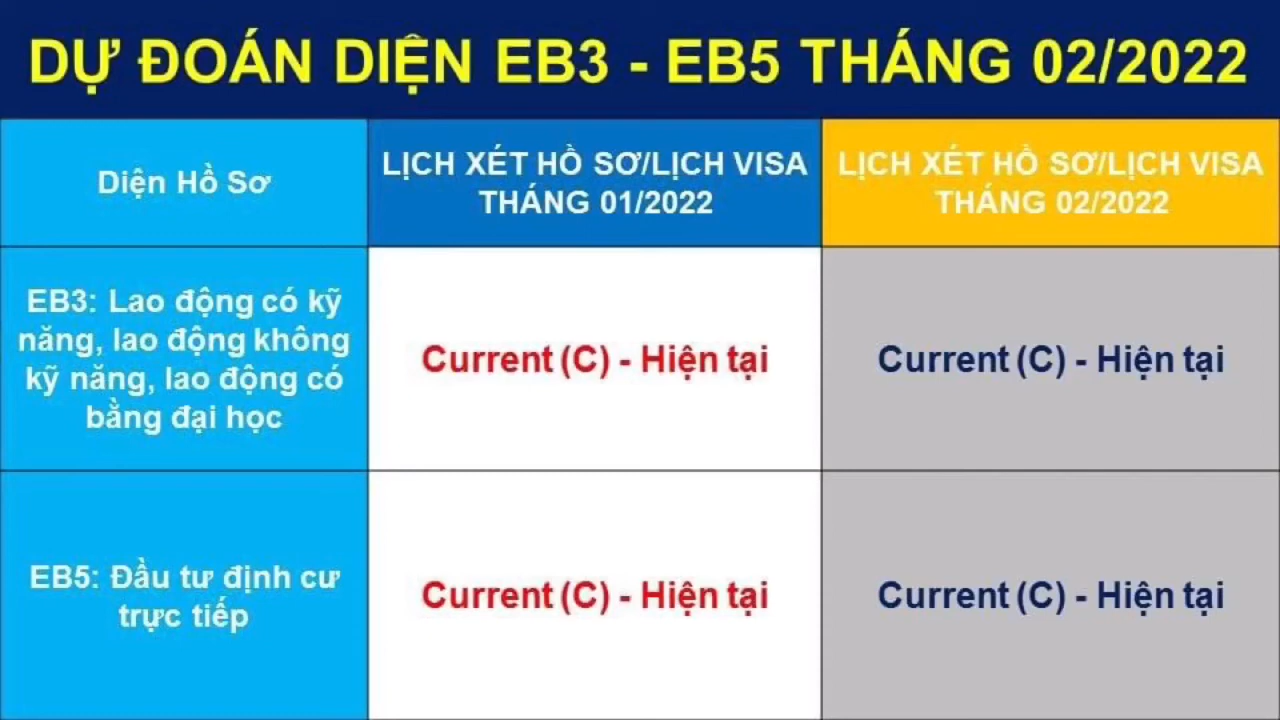 DỰ ĐOÁN DIỆN EB3 - EB5 THÁNG 02/2022
Diện Hồ Sơ
LỊCH XÉT HỒ SƠ/LỊCH VISA
THÁNG 01/2022
LỊCH XÉT HỒ SƠ/LỊCH VISA
THÁNG 02/2022
EB3: Lao động có kỹ
năng, lao động không
kỹ năng, lao động có
bằng đại học
Current (C) - Hiện tại
Current (C) - Hiện tại
EB5: Đầu tư định cư
trực tiếp
Current (C) - Hiện tại
Current (C) - Hiện tại